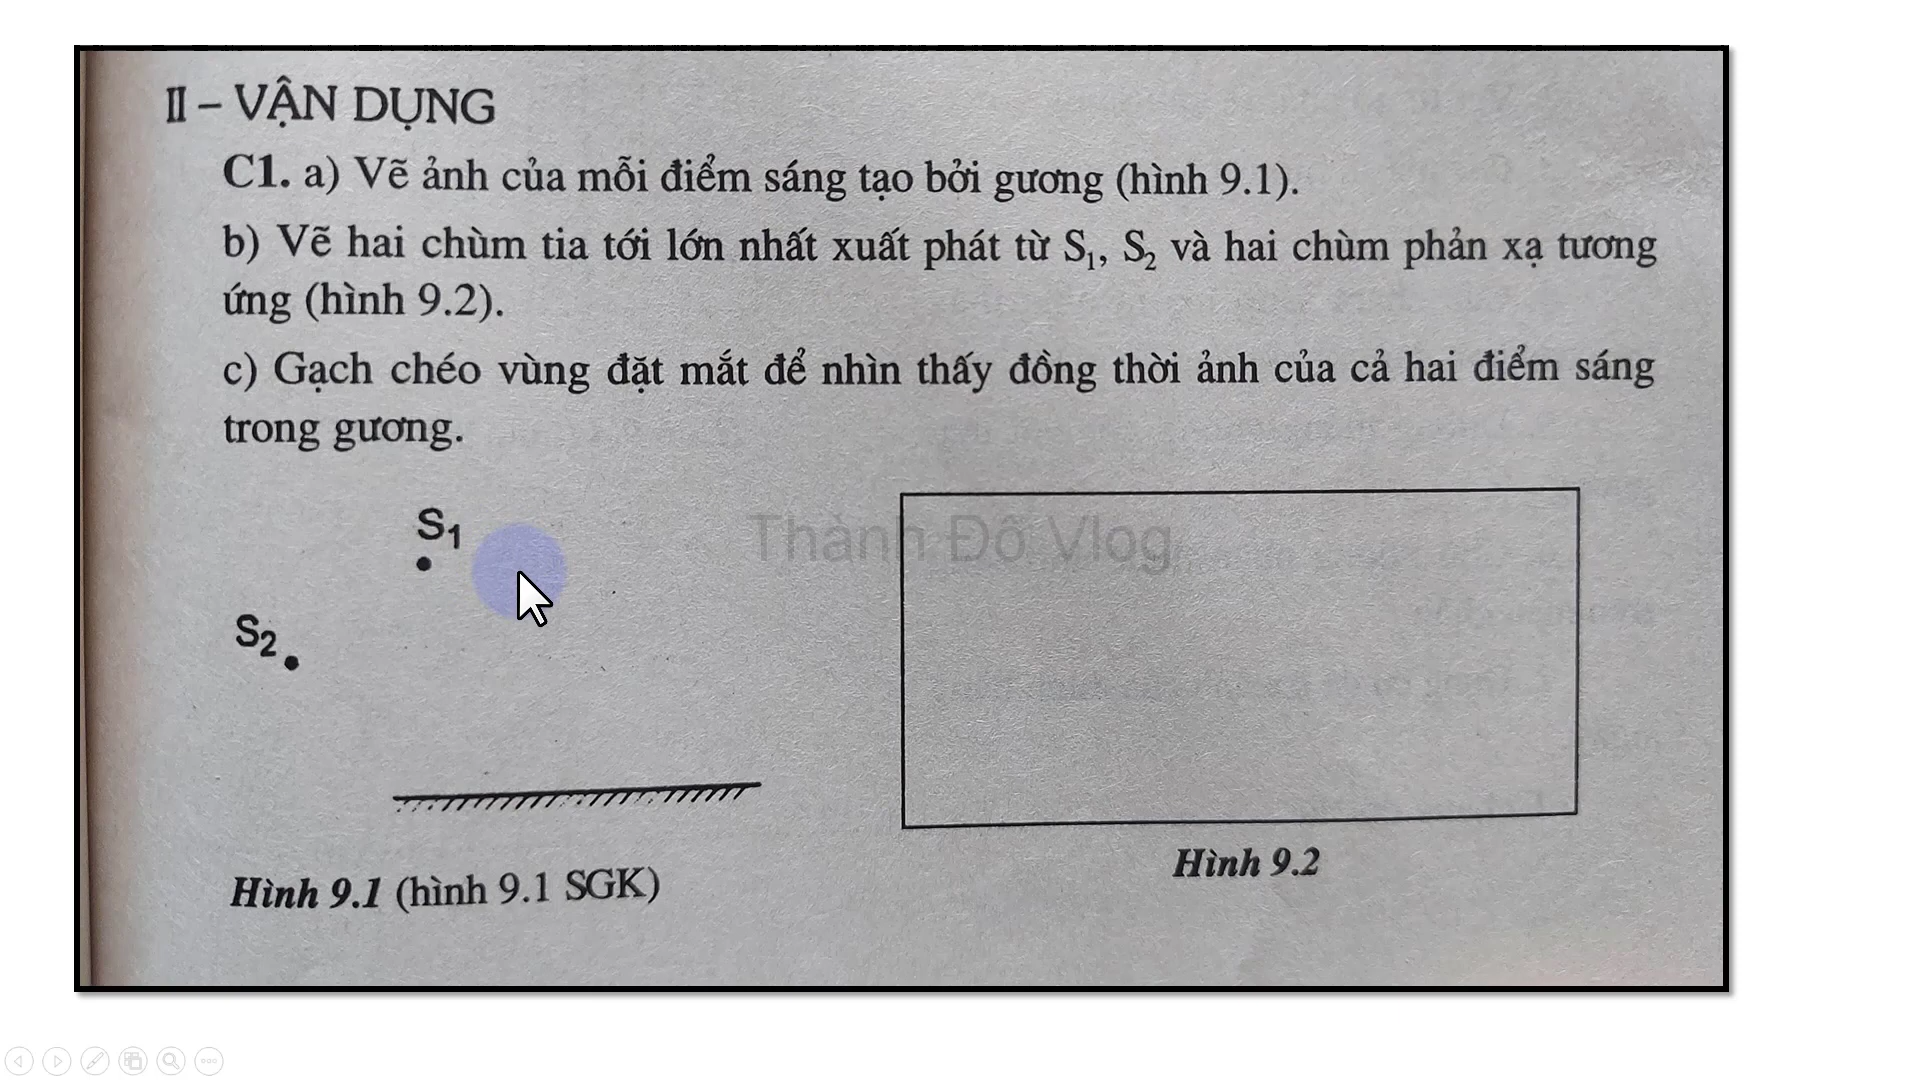 II – VẬN DỤNG
C1. a) Vẽ ảnh của mỗi điểm sáng tạo bởi gương (hình 9.1).
b) Vẽ hai chùm tia tới lớn nhất xuất phát từ S₁, S₂ và hai chùm phản xạ tương
ứng (hình 9.2).
c) Gạch chéo vùng đặt mắt để nhìn thấy đồng thời ảnh của cả hai điểm sáng
trong gương.
S₁
Thành Đỗ Vlog
S₂
Hình 9.2
Hình 9.1 (hình 9.1 SGK)